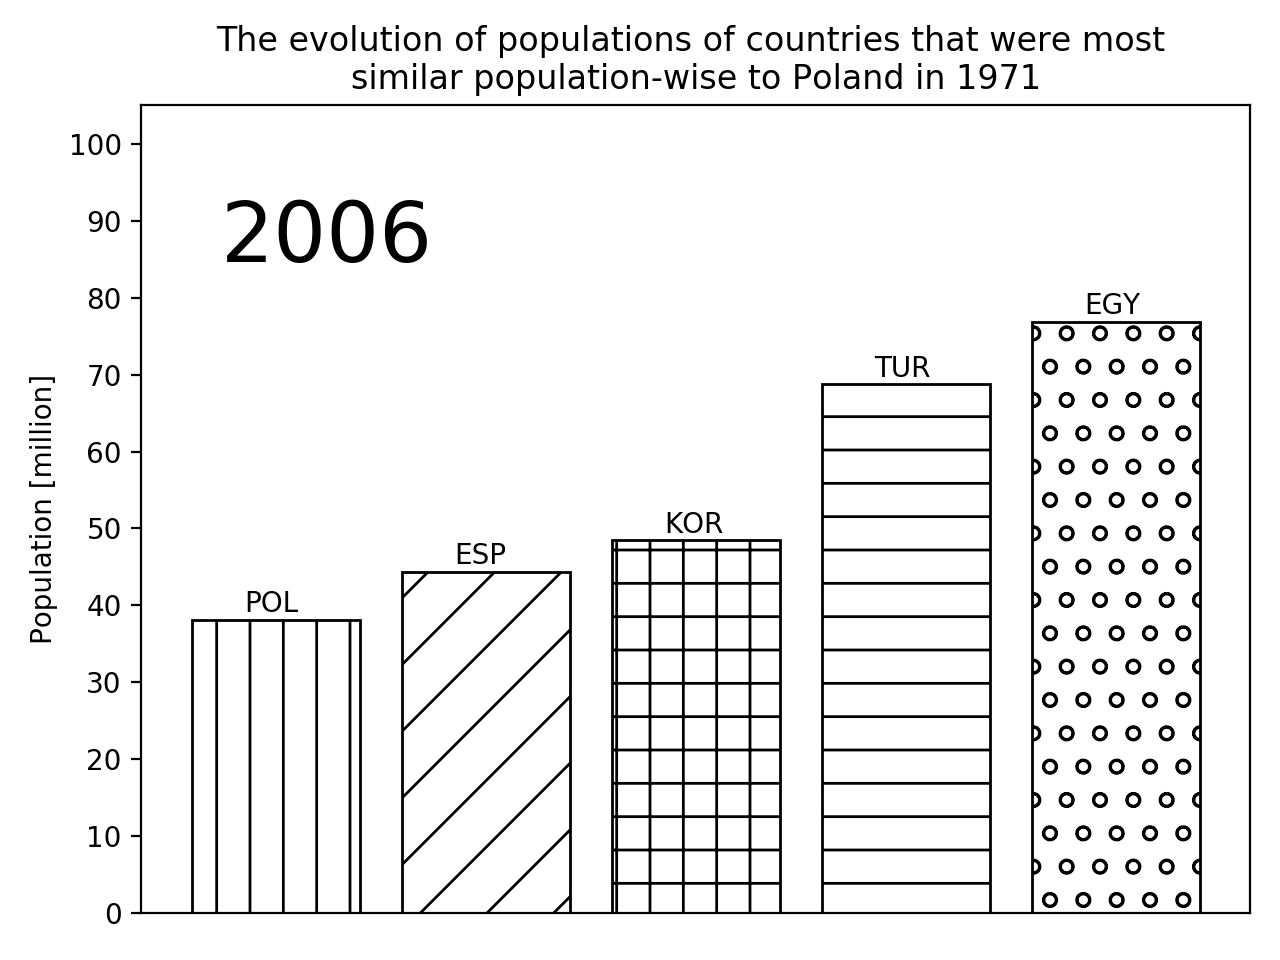 The evolution of populations of countries that were most
similar population-wise to Poland in 1971
Population [million]
100
90
80
70
60
50
40
30
20
10
0
2006
POL
ESP
KOR
TUR
EGY